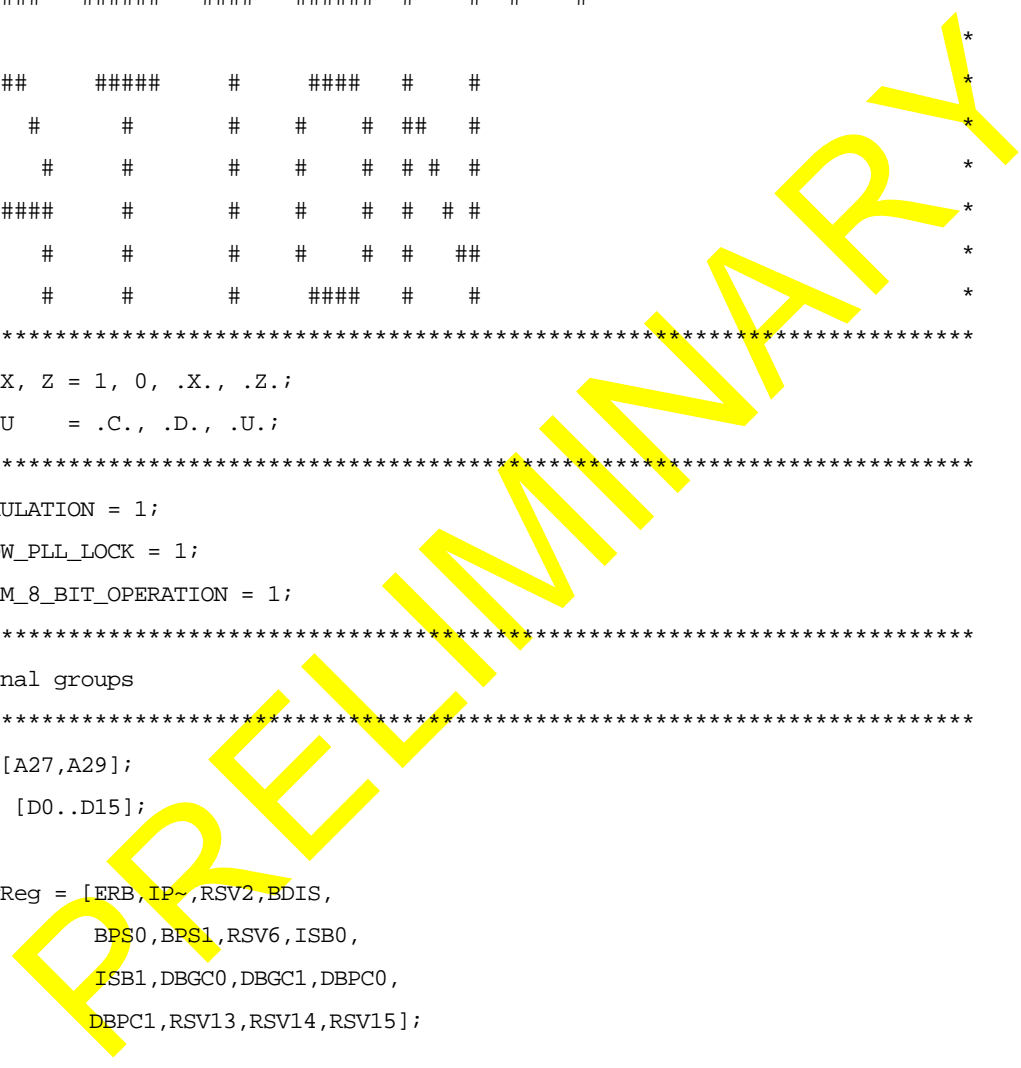 *
##     #####     #     ####   #    #                                    *
  #      #       #    #    #  ##   #                                    *
   #     #       #    #    #  # #  #                                    *
####     #       #    #    #  #  # #                                    *
   #     #       #    #    #  #   ##                                    *
   #     #       #     ####   #    #                                    *
************************************************************************
X, Z = 1, 0, .X., .Z.;
U    = .C., .D., .U.;
************************************************************************
ULATION = 1;
W_PLL_LOCK = 1;
M_8_BIT_OPERATION = 1;
************************************************************************
nal groups
************************************************************************
[A27,A29];
[D0..D15];
Reg = [ERB,IP~,RSV2,BDIS,
BPS0,BPS1,RSV6,ISB0,
ISB1,DBGC0,DBGC1,DBPC0,
DBPC1,RSV13,RSV14,RSV15];
PRELIMINARY